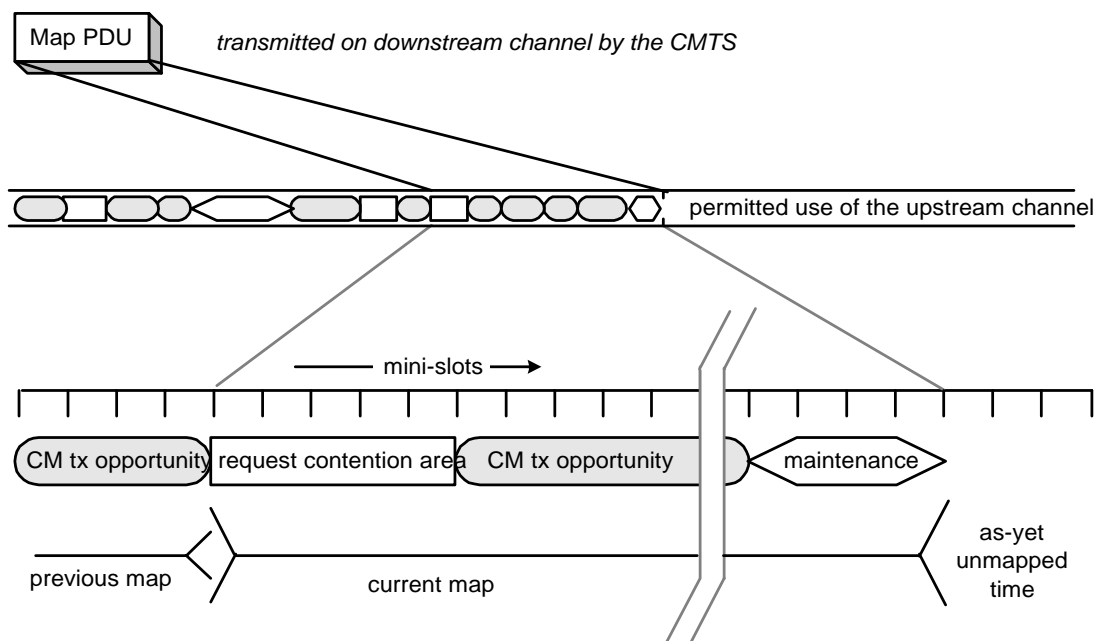 Map PDU
transmitted on downstream channel by the CMTS
permitted use of the upstream channel
mini-slots
CM tx opportunity
request contention area
CM tx opportunity
maintenance
previous map
current map
as-yet
unmapped
time